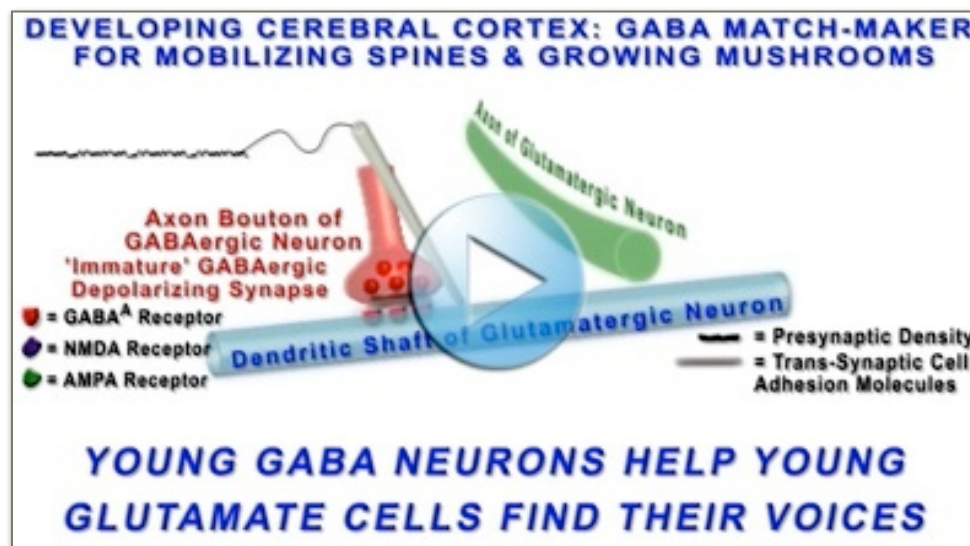 DEVELOPING CEREBRAL CORTEX: GABA MATCH-MAKER
FOR MOBILIZING SPINES & GROWING MUSHROOMS
Axon of Glutamatergic Neuron
Axon Bouton of
GABAergic Neuron
'Immature' GABAergic
Depolarizing Synapse
= GABA^A Receptor
= NMDA Receptor
= AMPA Receptor
Dendritic Shaft of Glutamatergic Neuron
= Presynaptic Density
= Trans-Synaptic Cell
Adhesion Molecules
YOUNG GABA NEURONS HELP YOUNG
GLUTAMATE CELLS FIND THEIR VOICES